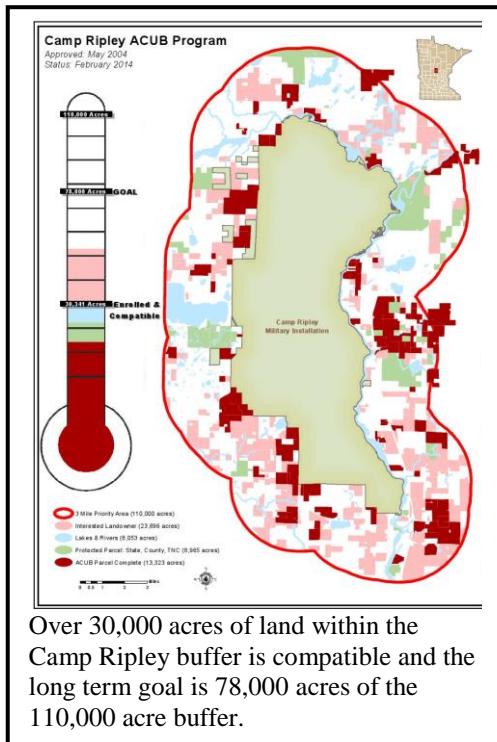 Camp Ripley ACUB Program
Approved: May 2004
Status: February 2014
110,000 Acres
78,000 Acres GOAL
30,341 Acres Enrolled &
Compatible
Camp Ripley
Military Installation
3 Mile Priority Area (110,000 acres)
Interested Landowner (23,696 acres)
Lakes & Rivers (8,053 acres)
Protected Parcel: State, County, TNC (8,965 acres)
ACUB Parcel Complete (13,323 acres)
Miles
Over 30,000 acres of land within the
Camp Ripley buffer is compatible and the
long term goal is 78,000 acres of the
110,000 acre buffer.